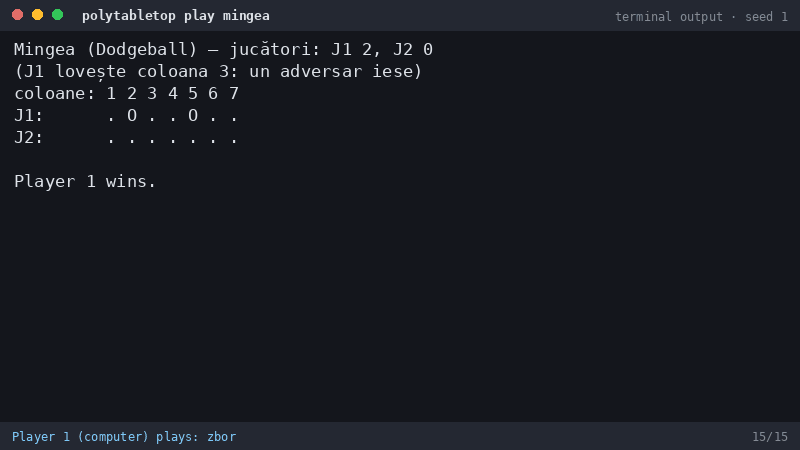 polytabletop play mingea
terminal output · seed 1
Mingea (Dodgeball) — jucători: J1 2, J2 0
(J1 lovește coloana 3: un adversar iese)
coloane: 1 2 3 4 5 6 7
J1:      . O . . O . .
J2:      . . . . . . .
Player 1 wins.
Player 1 (computer) plays: zbor
15/15